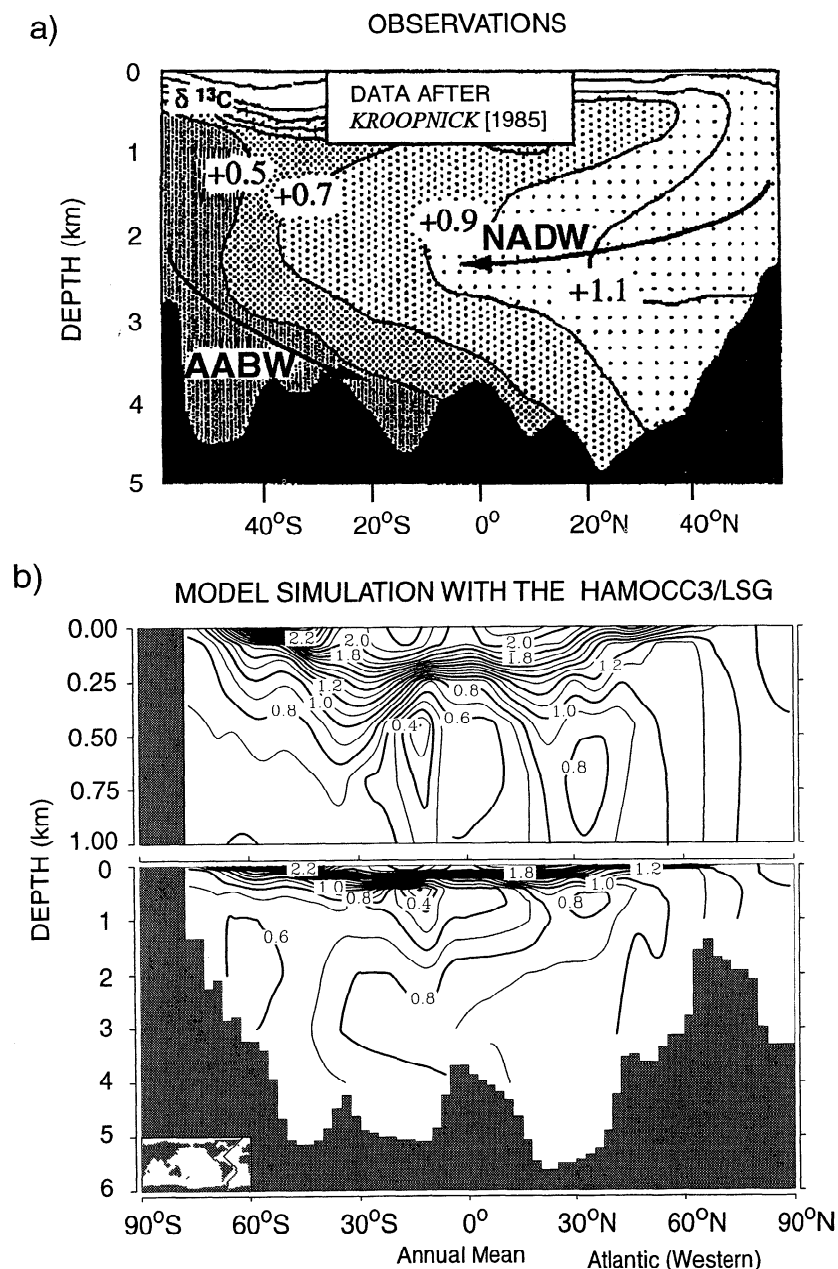 a)
OBSERVATIONS
0
1
2
3
4
5
DEPTH (km)
δ 13C
DATA AFTER
KROOPNICK [1985]
+0.5
+0.7
+0.9
NADW
+1.1
AABW
40°S
20°S
0°
20°N
40°N
b)
MODEL SIMULATION WITH THE HAMOCC3/LSG
0.00
0.25
0.50
0.75
1.00
2.2
2.0
1.8
2.0
1.8
1.2
1.2
1.0
0.8
0.8
0.6
0.4
1.0
0.8
DEPTH (km)
0
1
2
3
4
5
6
2.2
1.8
1.2
1.0
0.8
0.4
1.0
0.8
0.6
0.8
90°S
60°S
30°S
0°
30°N
60°N
90°N
Annual Mean
Atlantic (Western)